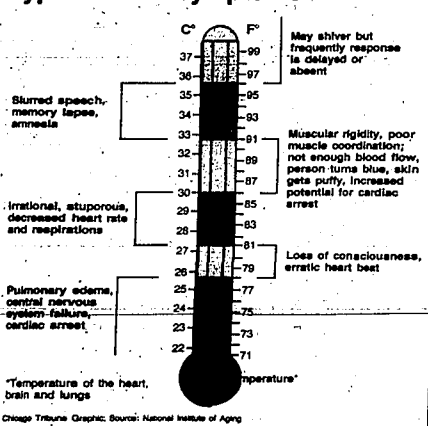 C° F°
May shiver but
frequently response
is delayed or
absent
37 99
36 97
35 95
34 93
33 91
32 89
31 87
30 85
29 83
28 81
27 79
26 77
25 75
24 73
23 71
22
Blurred speech,
memory lapse,
amnesia
Muscular rigidity, poor
muscle coordination;
not enough blood flow,
person turns blue, skin
gets puffy, increased
potential for cardiac
arrest
Irrational, stuporous,
decreased heart rate
and respirations
Loss of consciousness,
erratic heart beat
Pulmonary edema,
central nervous
system failure,
cardiac arrest
*Temperature of the heart,
brain and lungs
mperature*
Chicago Tribune Graphic; Source: National Institute of Aging